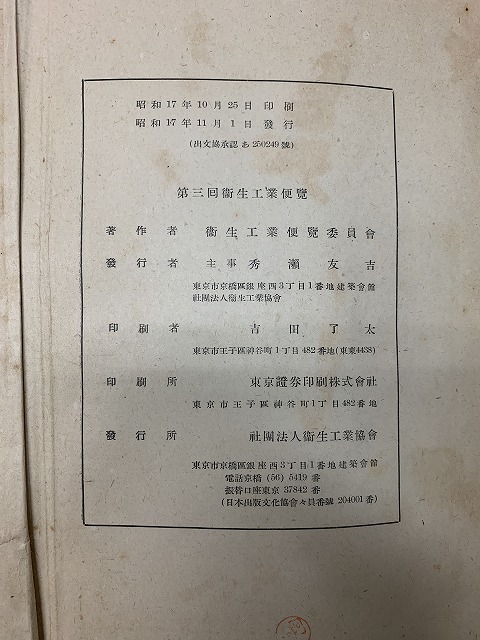 昭和17年10月25日印刷
昭和17年11月1日發行
(出文協承認 あ 250249 號)
第三回衞生工業便覽
著作者 衞生工業便覽委員會
發行者 主事 秀瀨友吉
東京市京橋區銀座西3丁目1番地建築會館
社團法人衞生工業協會
印刷者 吉田了太
東京市王子區神谷町1丁目482番地(東東4438)
印刷所 東京證券印刷株式會社
東京市王子區神谷町1丁目482番地
發行所 社團法人衞生工業協會
東京市京橋區銀座西3丁目1番地建築會館
電話京橋 (56) 5419 番
振替口座東京 37842 番
(日本出版文化協會々員番號 204001番)